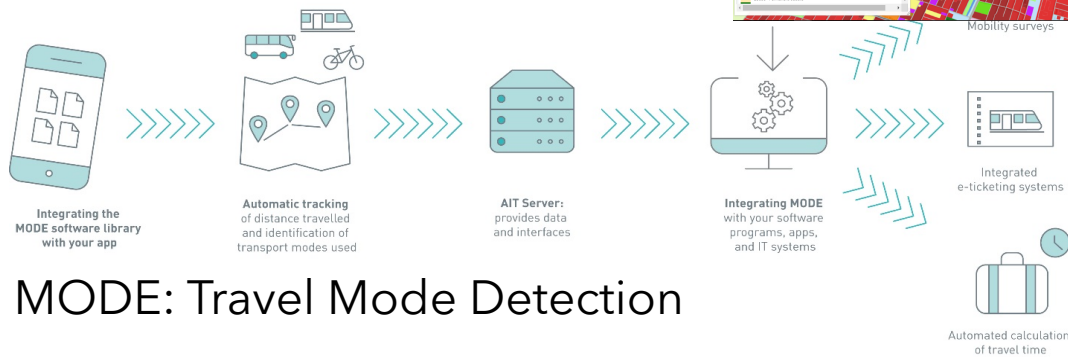 Mobility surveys
Integrating the
MODE software library
with your app
Automatic tracking
of distance travelled
and identification of
transport modes used
AIT Server:
provides data
and interfaces
Integrating MODE
with your software
programs, apps,
and IT systems
Integrated
e-ticketing systems
Automated calculation
of travel time
MODE: Travel Mode Detection